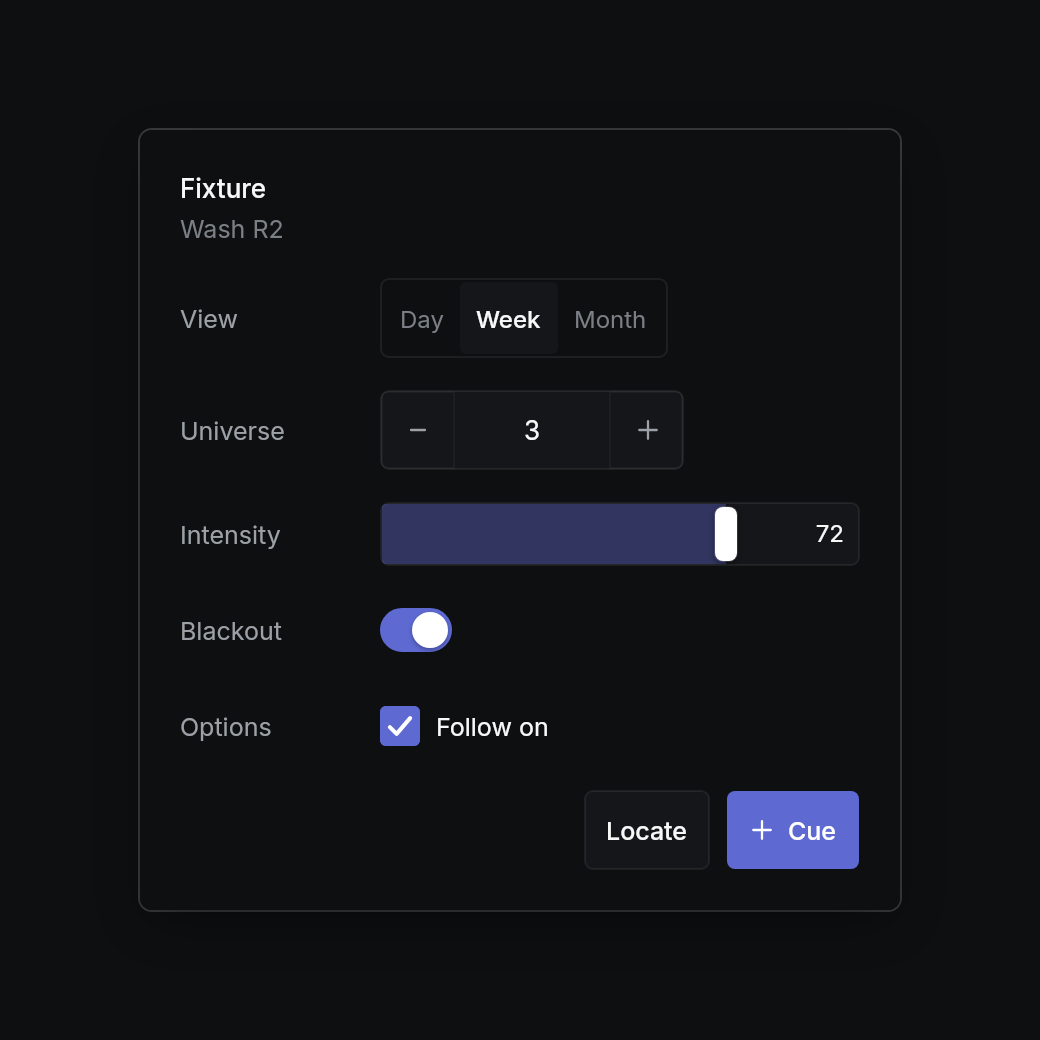 Fixture
Wash R2
View Day Week Month
Universe − 3 +
Intensity 72
Blackout
Options Follow on
Locate + Cue